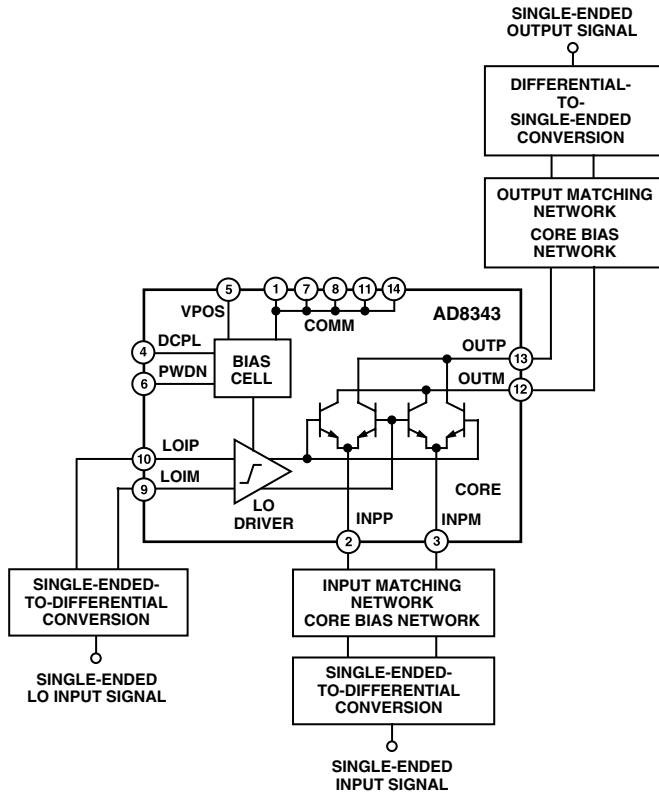 SINGLE-ENDED
OUTPUT SIGNAL
DIFFERENTIAL-
TO-
SINGLE-ENDED
CONVERSION
OUTPUT MATCHING
NETWORK
CORE BIAS
NETWORK
5
1
7
8
11
14
VPOS
COMM
AD8343
4
DCPL
6
PWDN
BIAS
CELL
OUTP
13
OUTM
12
10
LOIP
9
LOIM
LO
DRIVER
CORE
INPP
INPM
2
3
SINGLE-ENDED-
TO-DIFFERENTIAL
CONVERSION
SINGLE-ENDED
LO INPUT SIGNAL
INPUT MATCHING
NETWORK
CORE BIAS NETWORK
SINGLE-ENDED-
TO-DIFFERENTIAL
CONVERSION
SINGLE-ENDED
INPUT SIGNAL